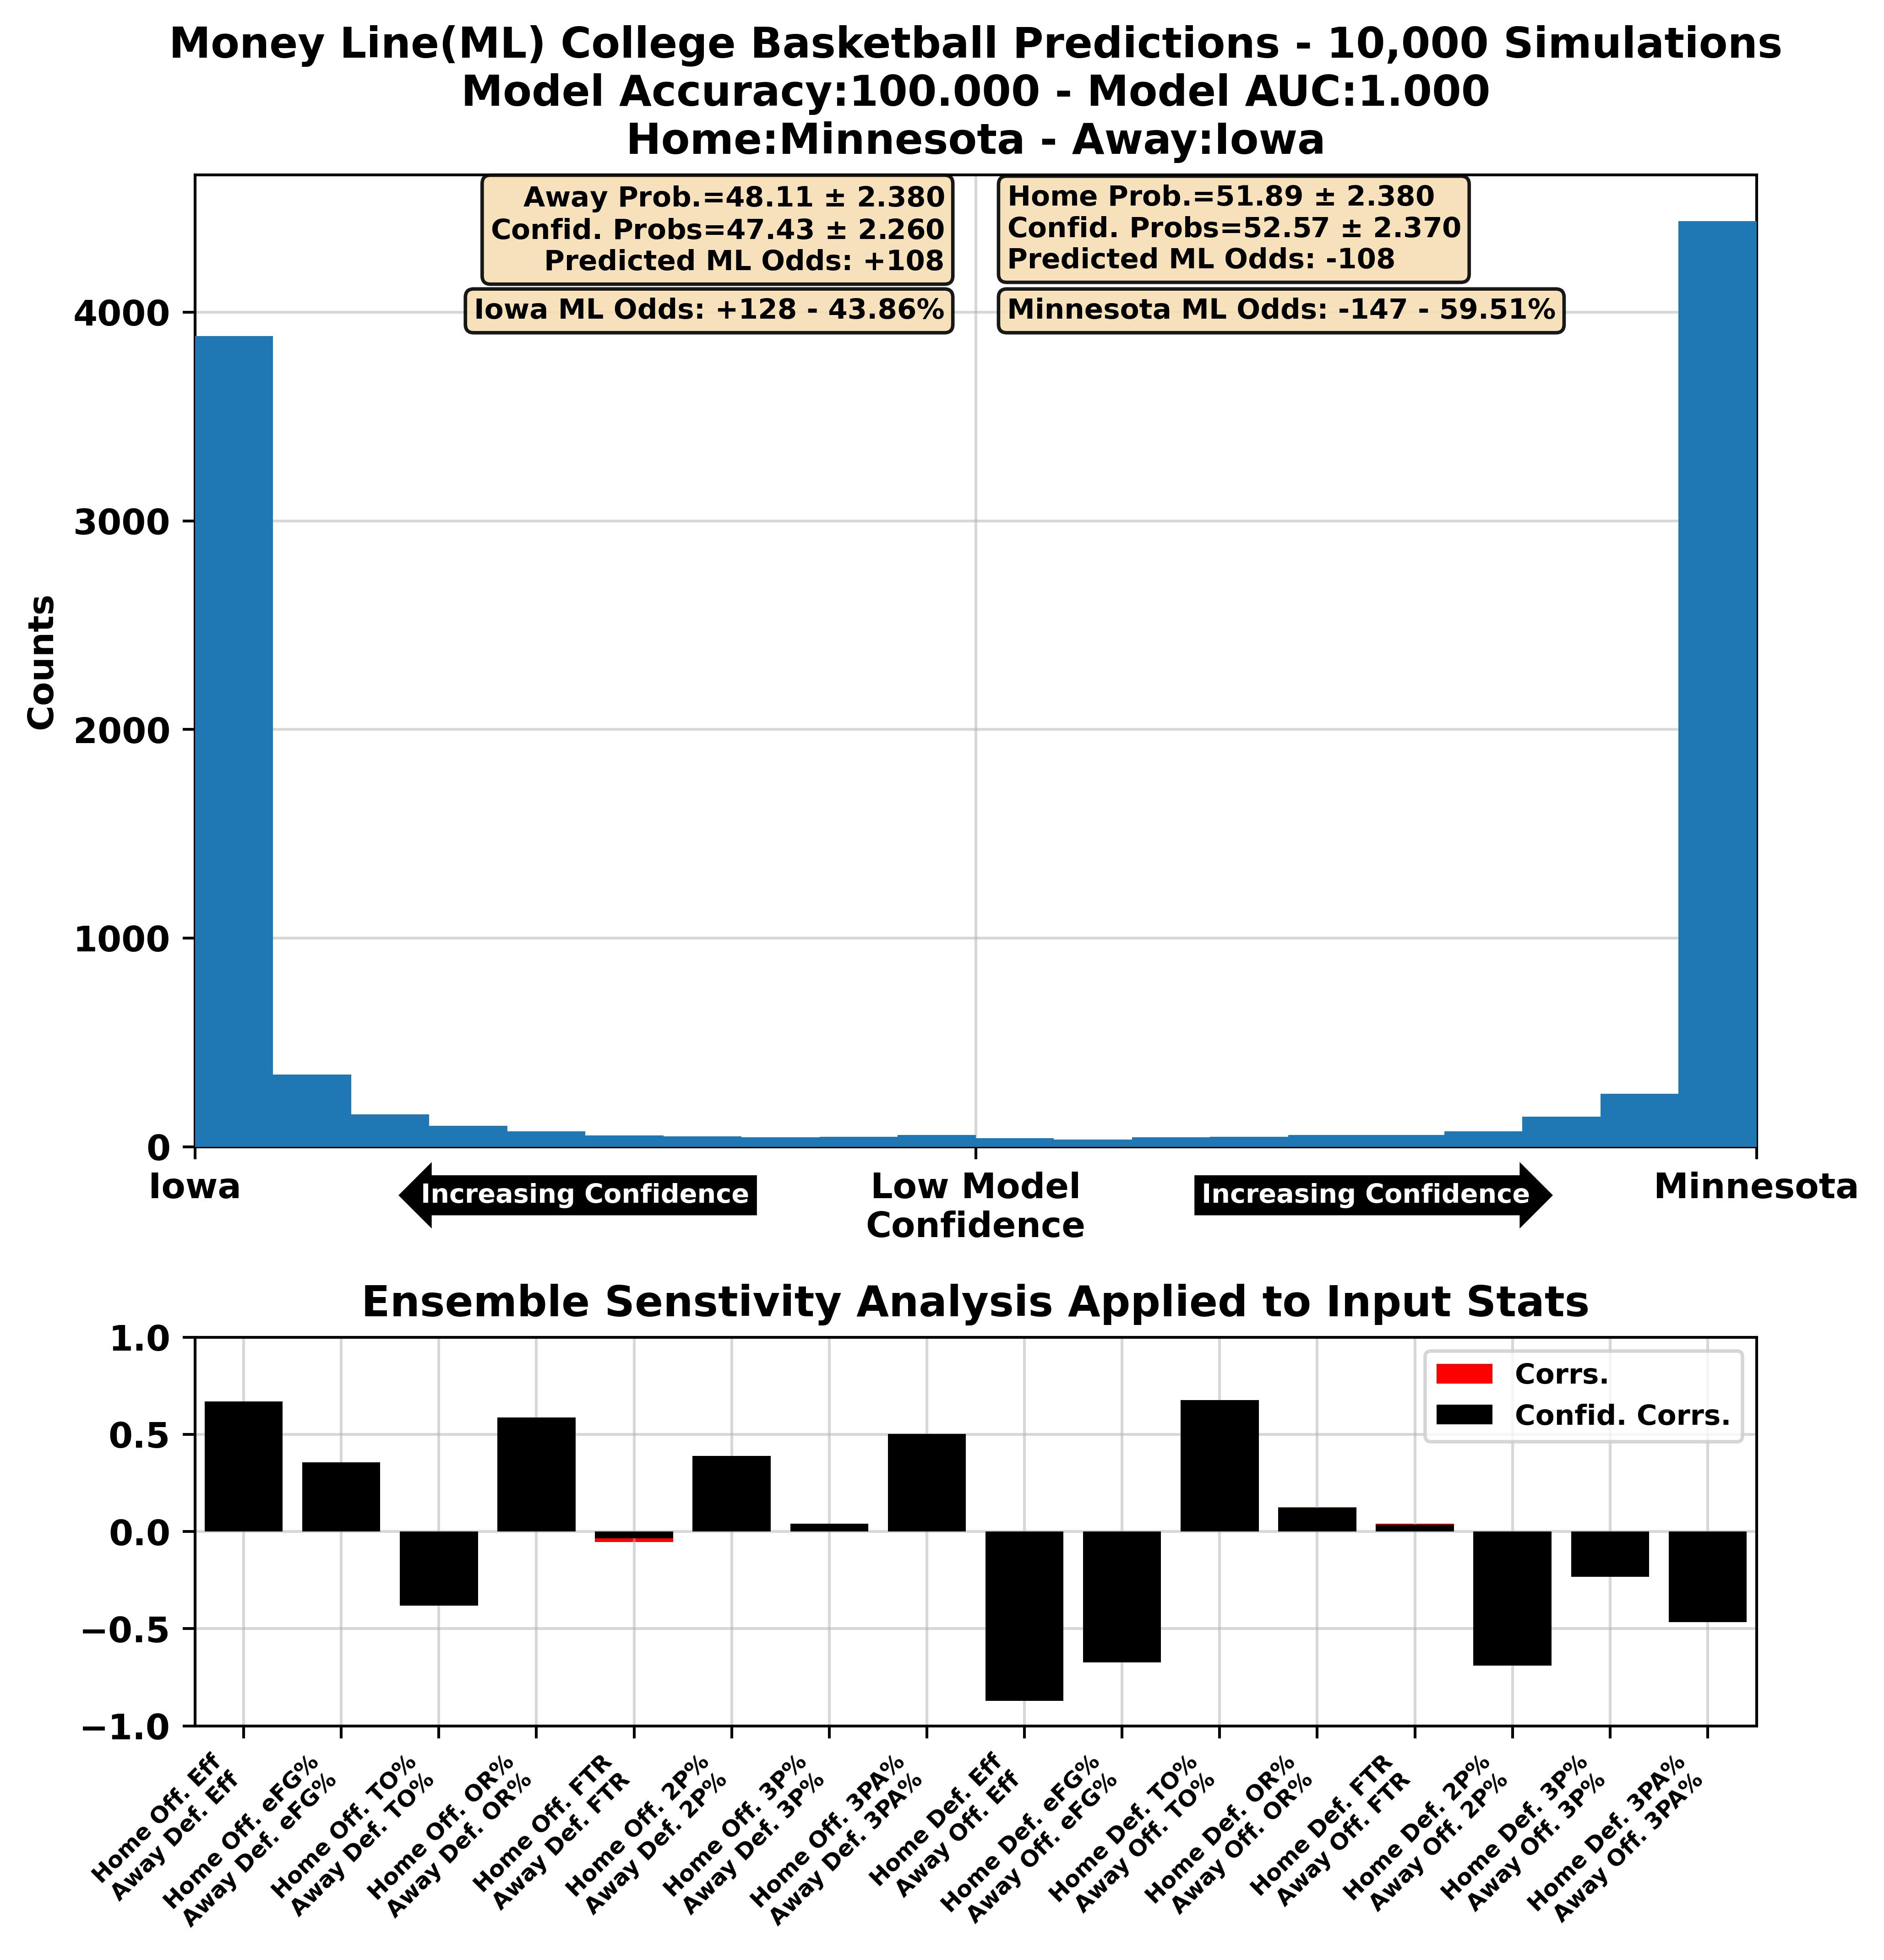 Money Line(ML) College Basketball Predictions - 10,000 Simulations
Model Accuracy:100.000 - Model AUC:1.000
Home:Minnesota - Away:Iowa
Away Prob.=48.11 ± 2.380
Confid. Probs=47.43 ± 2.260
Predicted ML Odds: +108
Iowa ML Odds: +128 - 43.86%
Home Prob.=51.89 ± 2.380
Confid. Probs=52.57 ± 2.370
Predicted ML Odds: -108
Minnesota ML Odds: -147 - 59.51%
Counts
4000
3000
2000
1000
0
Iowa
Increasing Confidence
Low Model
Confidence
Increasing Confidence
Minnesota
Ensemble Senstivity Analysis Applied to Input Stats
1.0
0.5
0.0
−0.5
−1.0
Corrs.
Confid. Corrs.
Home Off. Eff
Away Def. Eff
Home Off. eFG%
Away Def. eFG%
Home Off. TO%
Away Def. TO%
Home Off. OR%
Away Def. OR%
Home Off. FTR
Away Def. FTR
Home Off. 2P%
Away Def. 2P%
Home Off. 3P%
Away Def. 3P%
Home Off. 3PA%
Away Def. 3PA%
Home Def. Eff
Away Off. Eff
Home Def. eFG%
Away Off. eFG%
Home Def. TO%
Away Off. TO%
Home Def. OR%
Away Off. OR%
Home Def. FTR
Away Off. FTR
Home Def. 2P%
Away Off. 2P%
Home Def. 3P%
Away Off. 3P%
Home Def. 3PA%
Away Off. 3PA%